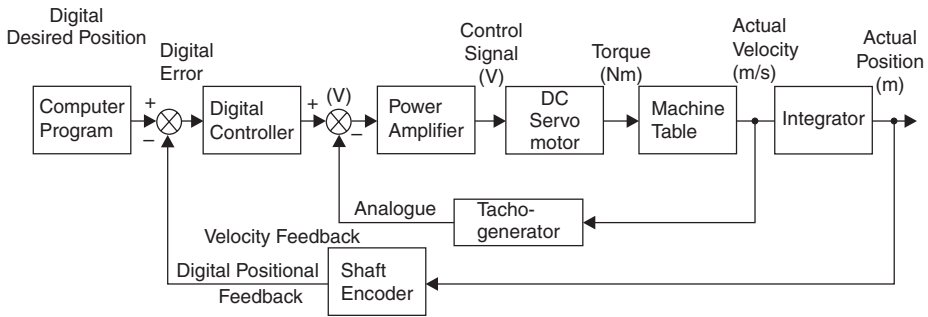 Digital
Desired Position
Digital
Error
Control
Signal
(V)
Torque
(Nm)
Actual
Velocity
(m/s)
Actual
Position
(m)
Computer
Program
+
−
Digital
Controller
+ (V)
−
Power
Amplifier
DC
Servo
motor
Machine
Table
Integrator
Analogue
Velocity Feedback
Tacho-
generator
Digital Positional
Feedback
Shaft
Encoder